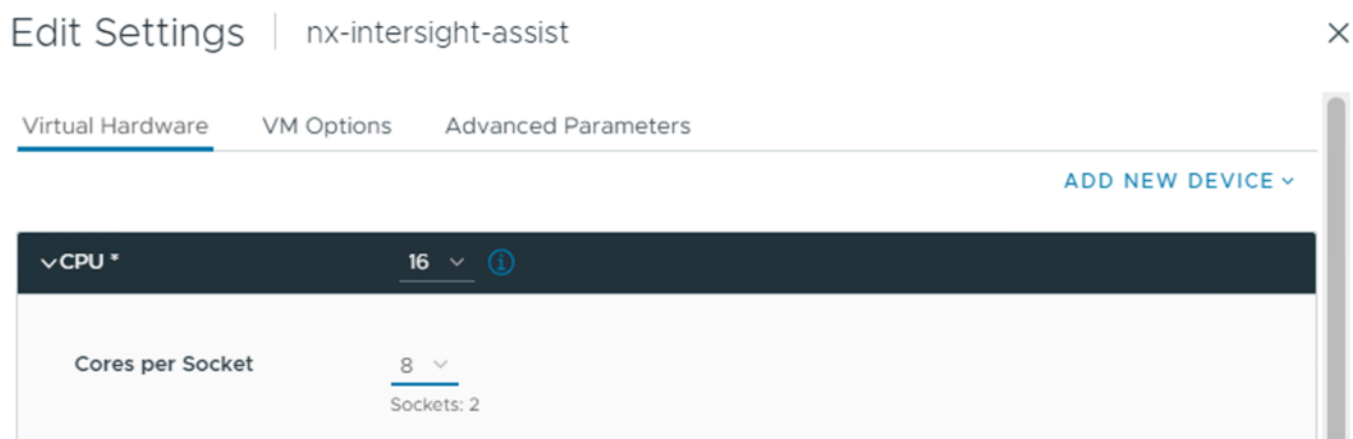 Edit Settings | nx-intersight-assist
Virtual Hardware VM Options Advanced Parameters
ADD NEW DEVICE
CPU * 16
Cores per Socket 8
Sockets: 2